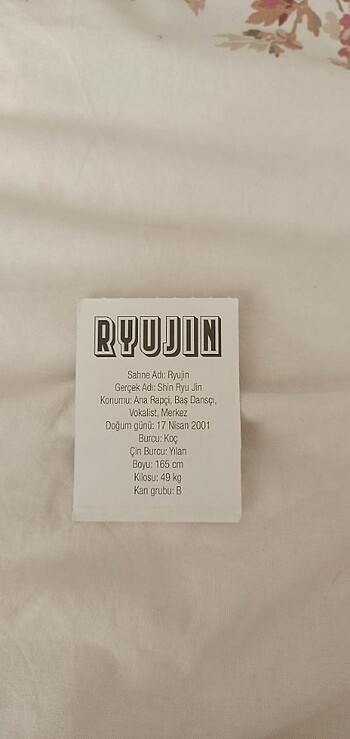 RYUJIN
Sahne Adı: Ryujin
Gerçek Adı: Shin Ryu Jin
Konumu: Ana Rapçi, Baş Dansçı,
Vokalist, Merkez
Doğum günü: 17 Nisan 2001
Burcu: Koç
Çin Burcu: Yılan
Boyu: 165 cm
Kilosu: 49 kg
Kan grubu: B